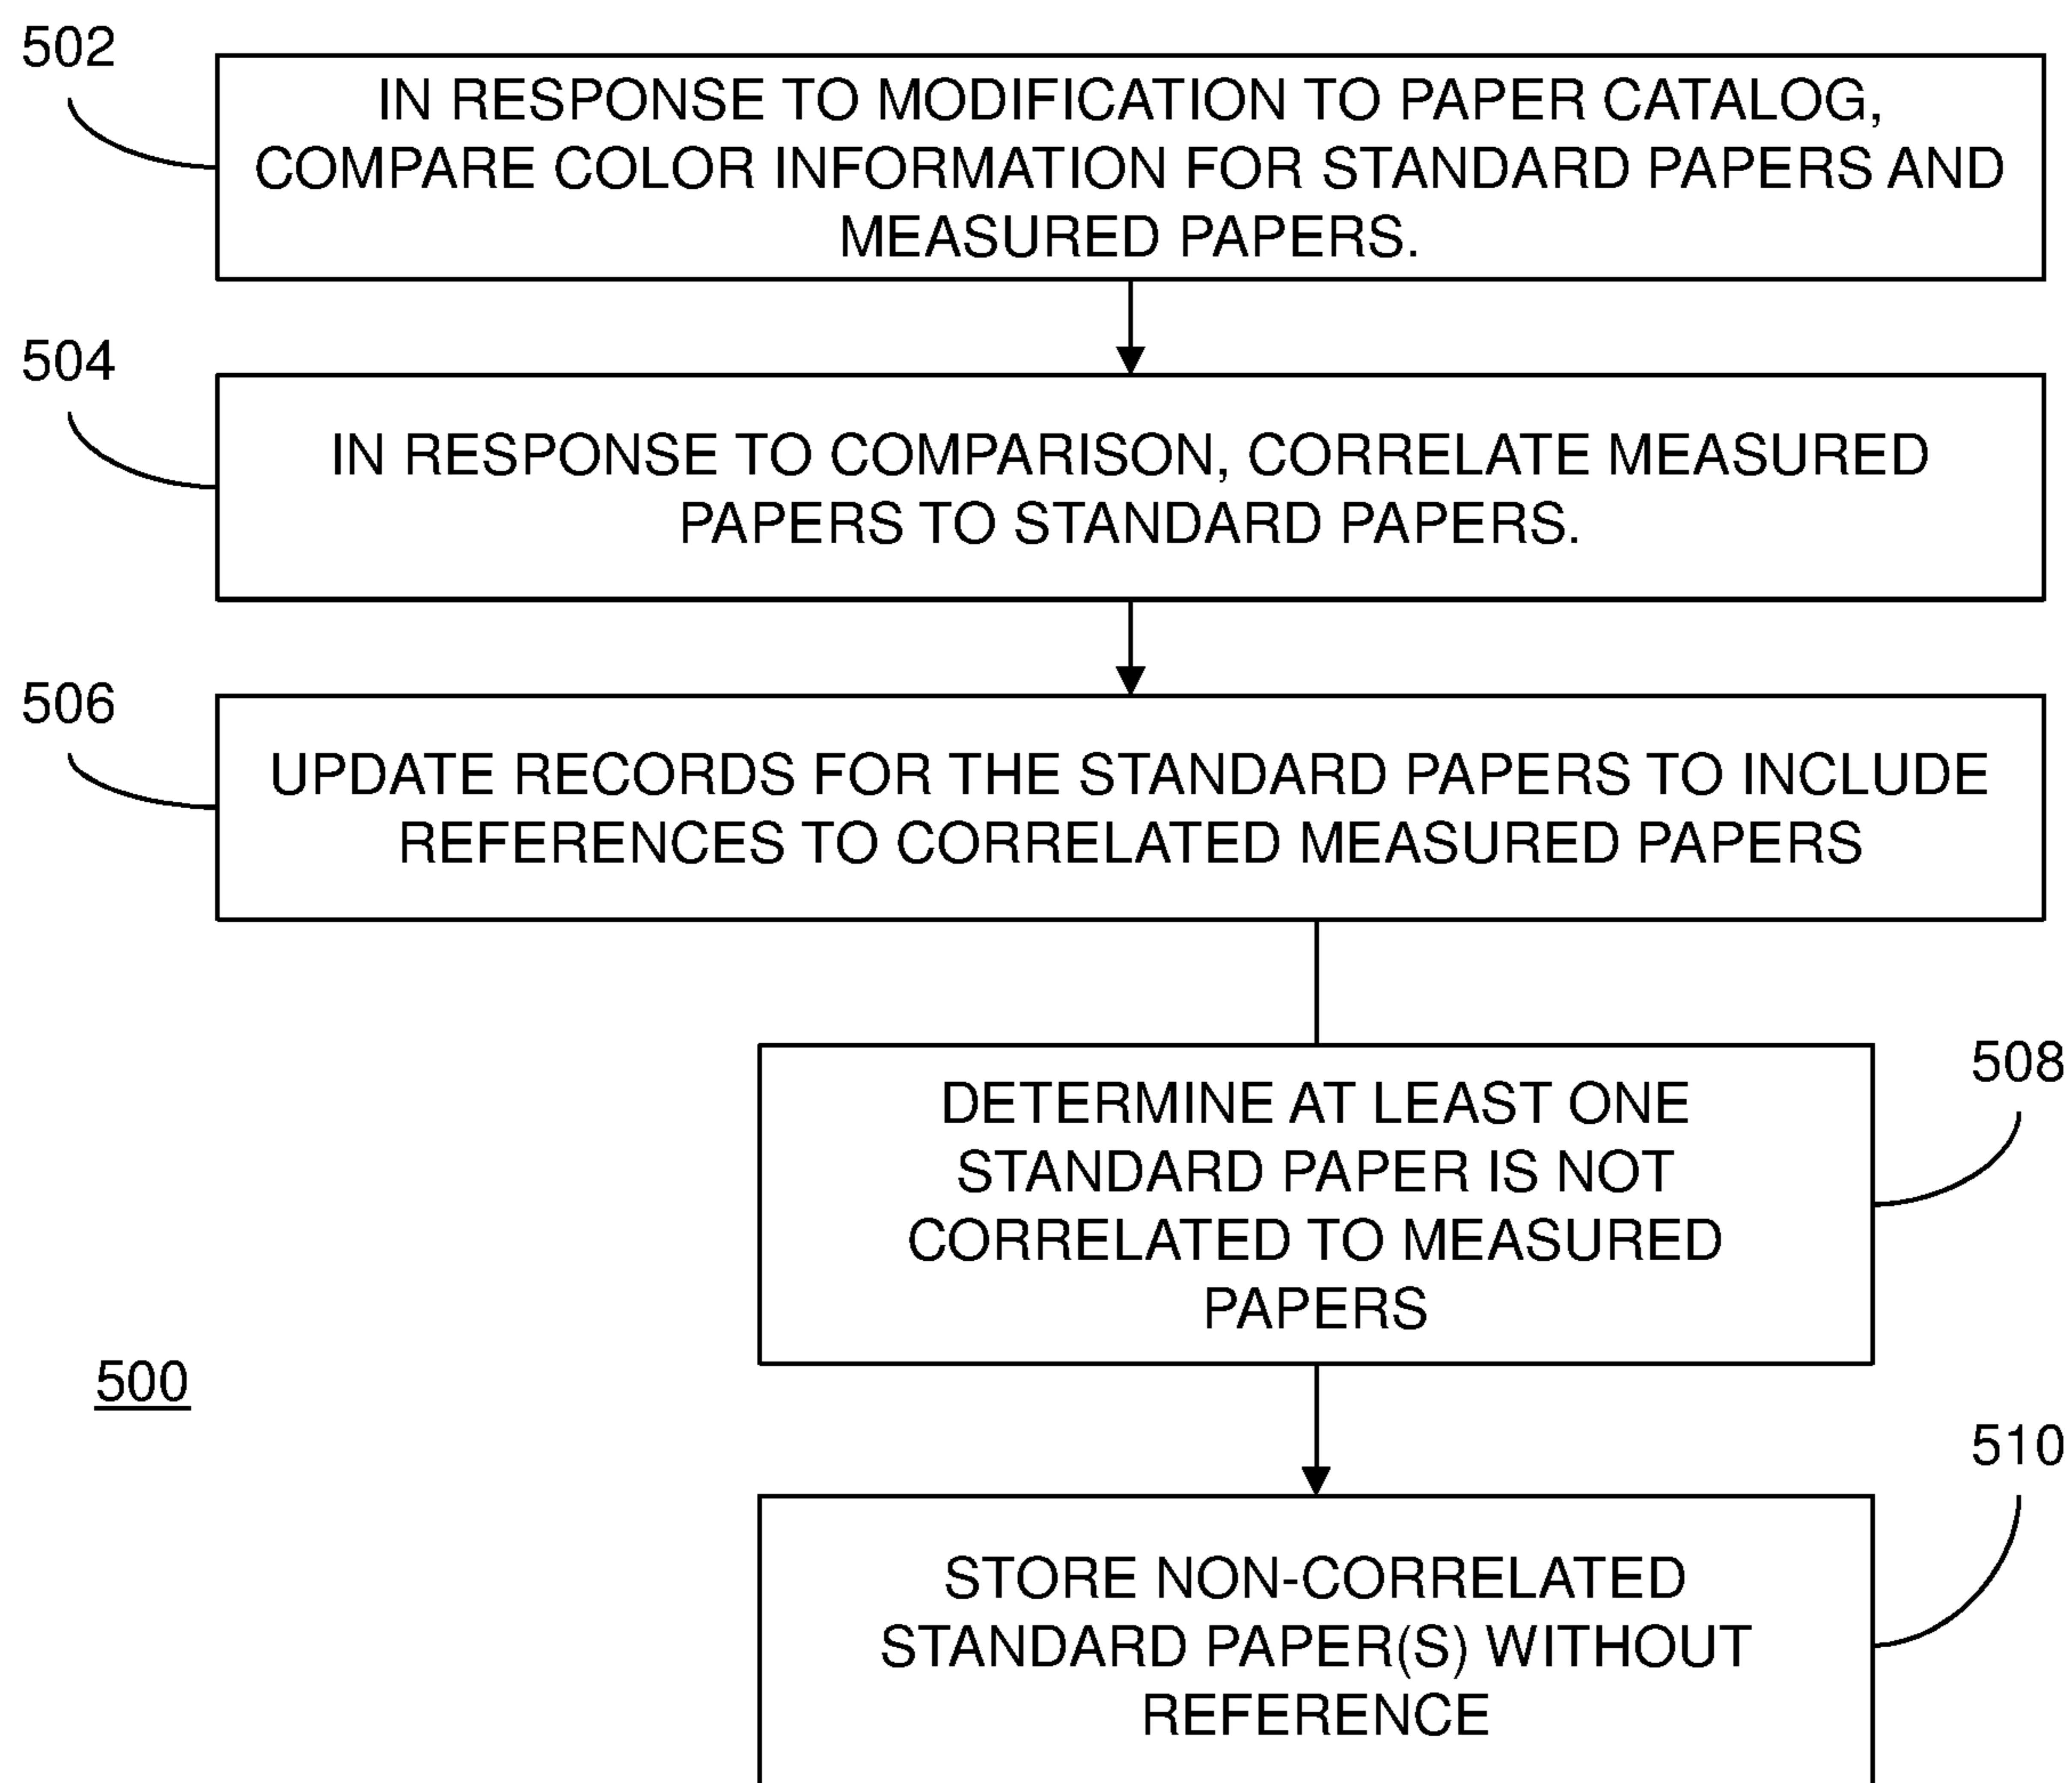 502
IN RESPONSE TO MODIFICATION TO PAPER CATALOG,
COMPARE COLOR INFORMATION FOR STANDARD PAPERS AND
MEASURED PAPERS.
504
IN RESPONSE TO COMPARISON, CORRELATE MEASURED
PAPERS TO STANDARD PAPERS.
506
UPDATE RECORDS FOR THE STANDARD PAPERS TO INCLUDE
REFERENCES TO CORRELATED MEASURED PAPERS
508
DETERMINE AT LEAST ONE
STANDARD PAPER IS NOT
CORRELATED TO MEASURED
PAPERS
500
510
STORE NON-CORRELATED
STANDARD PAPER(S) WITHOUT
REFERENCE